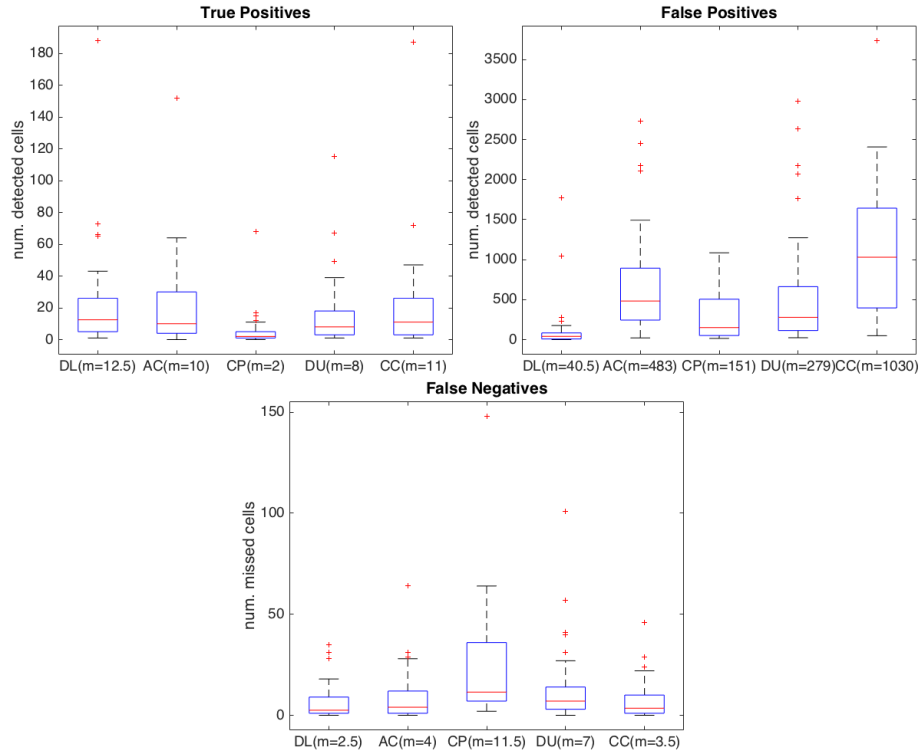 True Positives
num. detected cells
180
160
140
120
100
80
60
40
20
0
DL(m=12.5) AC(m=10) CP(m=2) DU(m=8) CC(m=11)
False Positives
num. detected cells
3500
3000
2500
2000
1500
1000
500
0
DL(m=40.5) AC(m=483) CP(m=151) DU(m=279) CC(m=1030)
False Negatives
num. missed cells
150
100
50
0
DL(m=2.5) AC(m=4) CP(m=11.5) DU(m=7) CC(m=3.5)